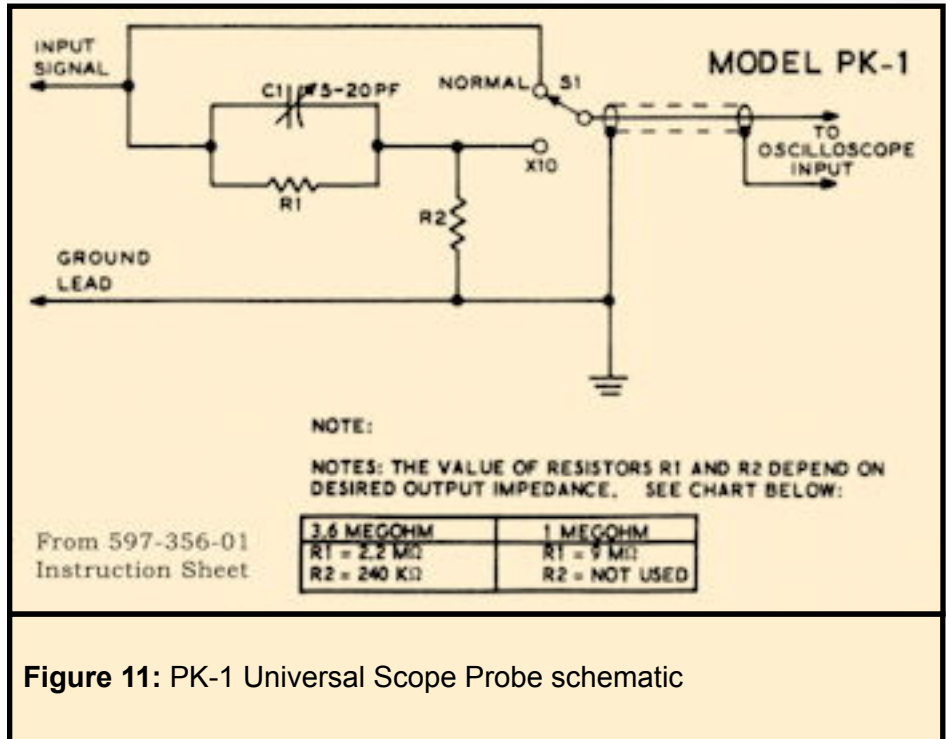 INPUT
SIGNAL
MODEL PK-1
C1
5-20 PF
NORMAL
S1
TO
OSCILLOSCOPE
INPUT
X10
R1
R2
GROUND
LEAD
NOTE:
NOTES: THE VALUE OF RESISTORS R1 AND R2 DEPEND ON
DESIRED OUTPUT IMPEDANCE. SEE CHART BELOW:
3.6 MEGOHM
1 MEGOHM
R1 = 2.2 MΩ
R1 = 9 MΩ
R2 = 240 KΩ
R2 = NOT USED
From 597-356-01
Instruction Sheet
Figure 11: PK-1 Universal Scope Probe schematic